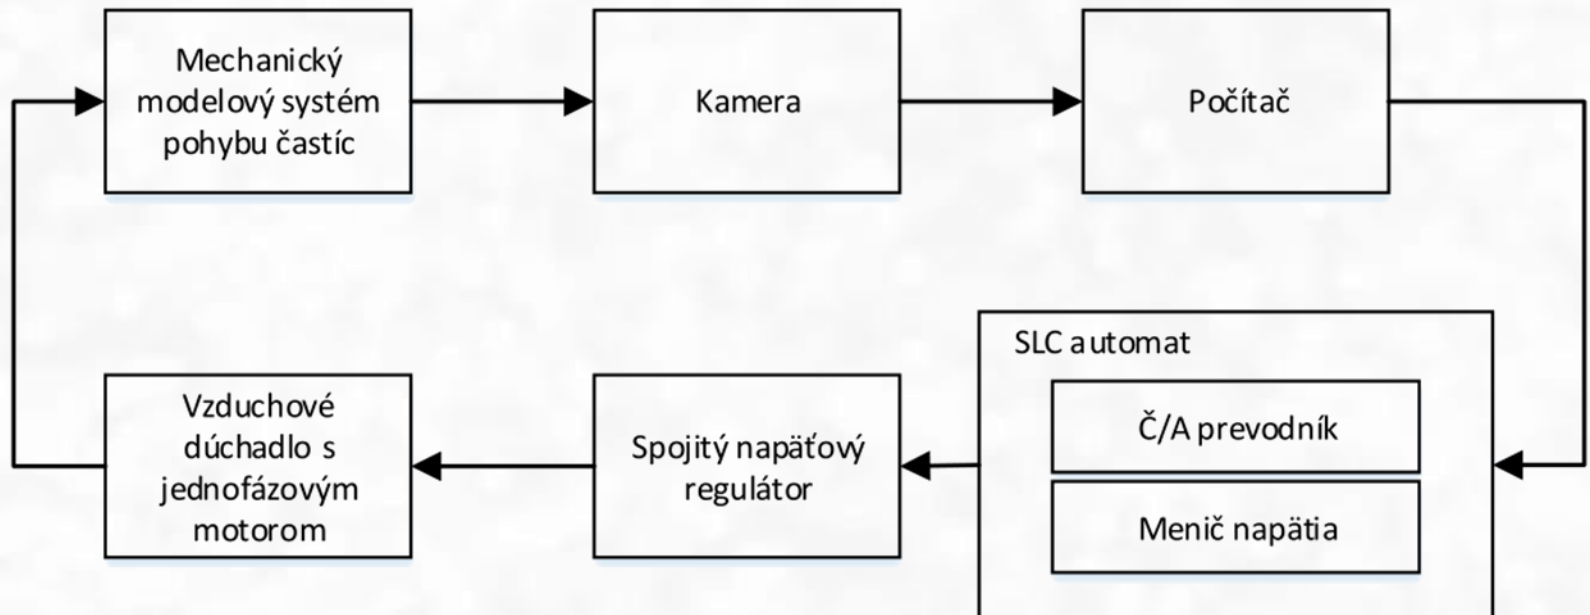 Mechanický
modelový systém
pohybu častíc
Kamera
Počítač
SLC automat
Č/A prevodník
Menič napätia
Spojitý napäťový
regulátor
Vzduchové
dúchadlo s
jednofázovým
motorom